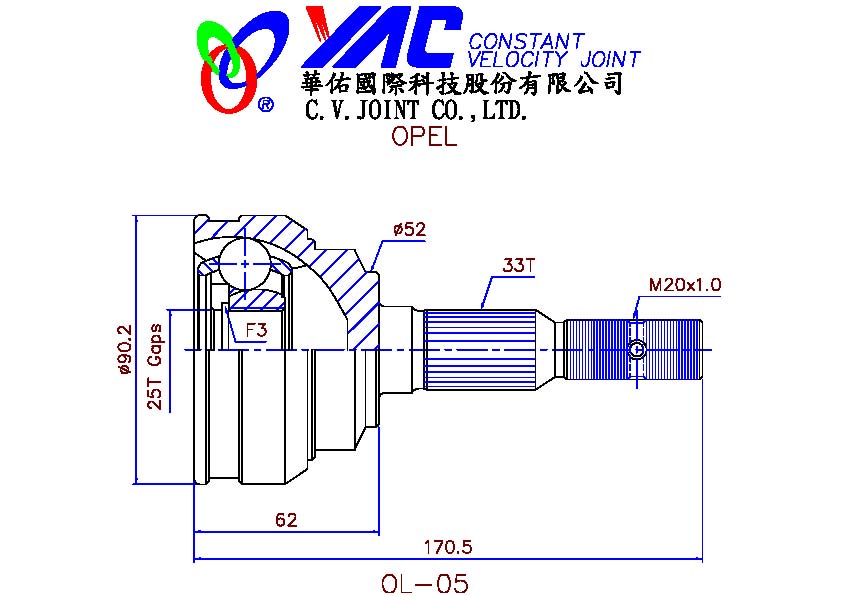 YAC CONSTANT
VELOCITY JOINT
®
華佑國際科技股份有限公司
C.V.JOINT CO.,LTD.
OPEL
ø52
33T
M20x1.0
F3
ø90.2
25T Gaps
62
170.5
OL-05